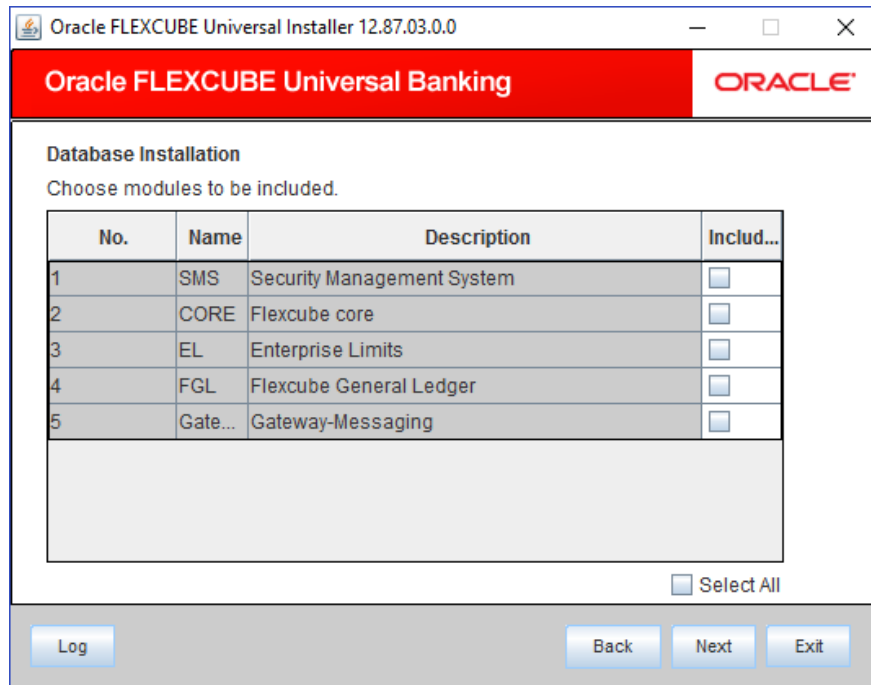 Oracle FLEXCUBE Universal Installer 12.87.03.0.0
Oracle FLEXCUBE Universal Banking
ORACLE
Database Installation
Choose modules to be included.
No. Name Description Includ...
1 SMS Security Management System
2 CORE Flexcube core
3 EL Enterprise Limits
4 FGL Flexcube General Ledger
5 Gate... Gateway-Messaging
Select All
Log Back Next Exit